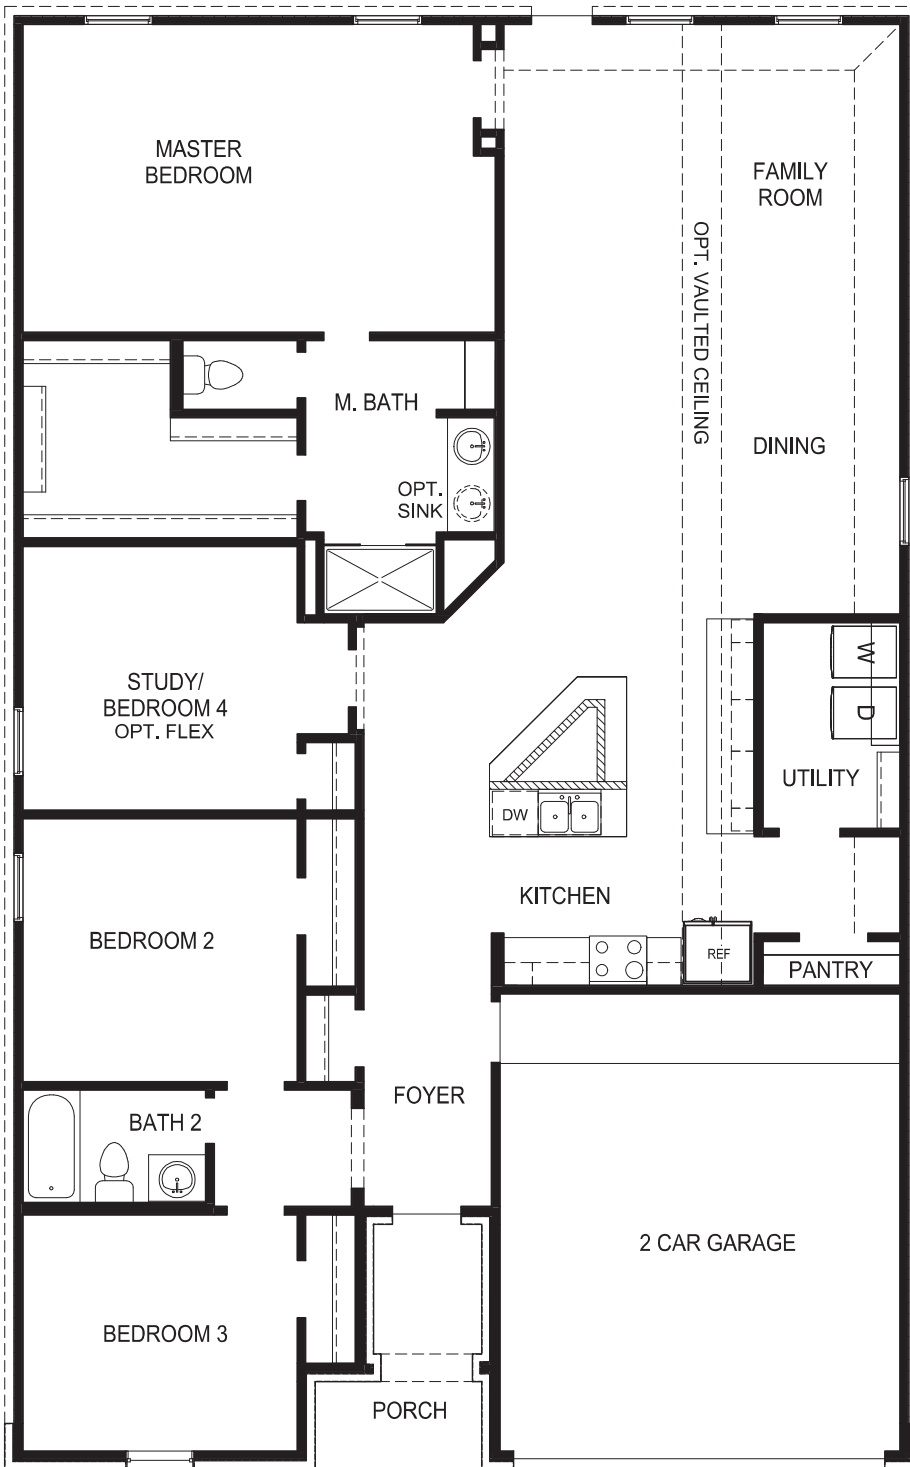 MASTER
BEDROOM
FAMILY
ROOM
OPT. VAULTED CEILING
M. BATH
DINING
OPT.
SINK
STUDY/
BEDROOM 4
OPT. FLEX
W
D
UTILITY
DW
KITCHEN
BEDROOM 2
REF
PANTRY
FOYER
BATH 2
2 CAR GARAGE
BEDROOM 3
PORCH